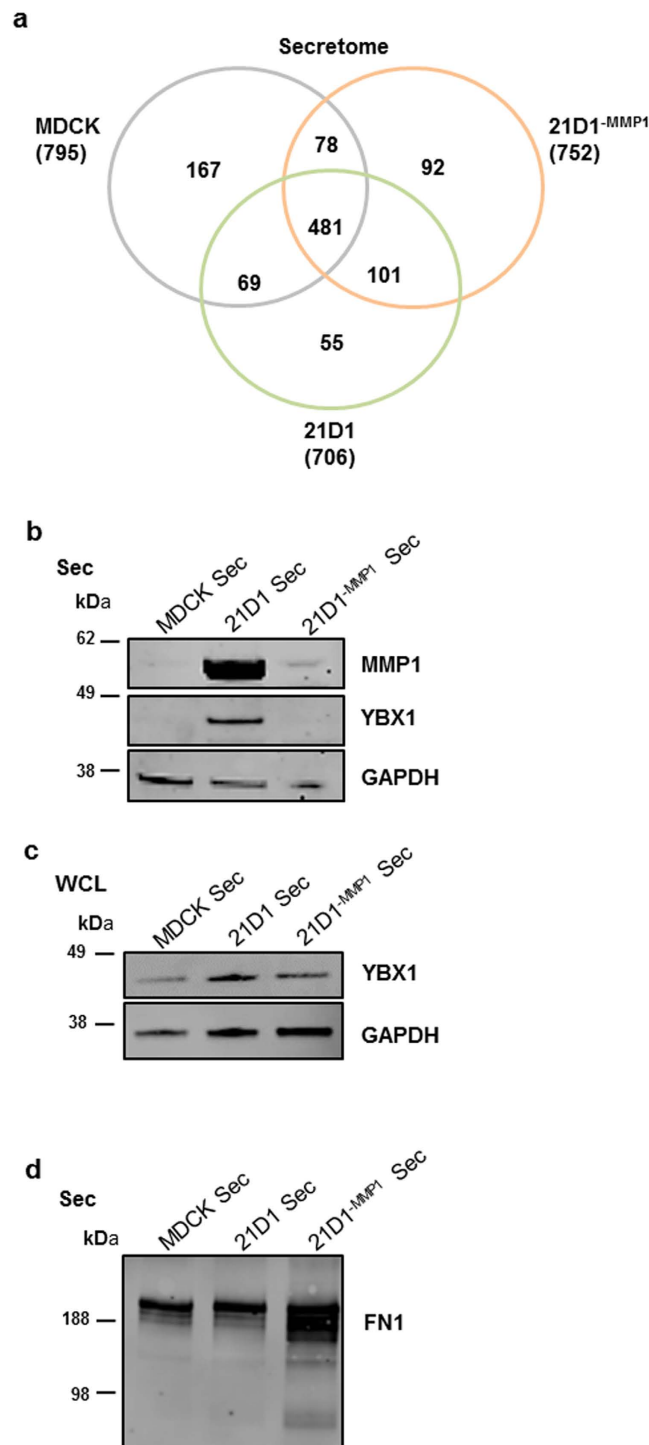 a
Secretome
MDCK
(795)
21D1-MMP1
(752)
167
78
92
481
69
101
55
21D1
(706)
b
Sec
kDa
MDCK Sec
21D1 Sec
21D1-MMP1 Sec
62
MMP1
49
YBX1
38
GAPDH
c
WCL
kDa
MDCK Sec
21D1 Sec
21D1-MMP1 Sec
49
YBX1
38
GAPDH
d
Sec
kDa
MDCK Sec
21D1 Sec
21D1-MMP1 Sec
188
FN1
98